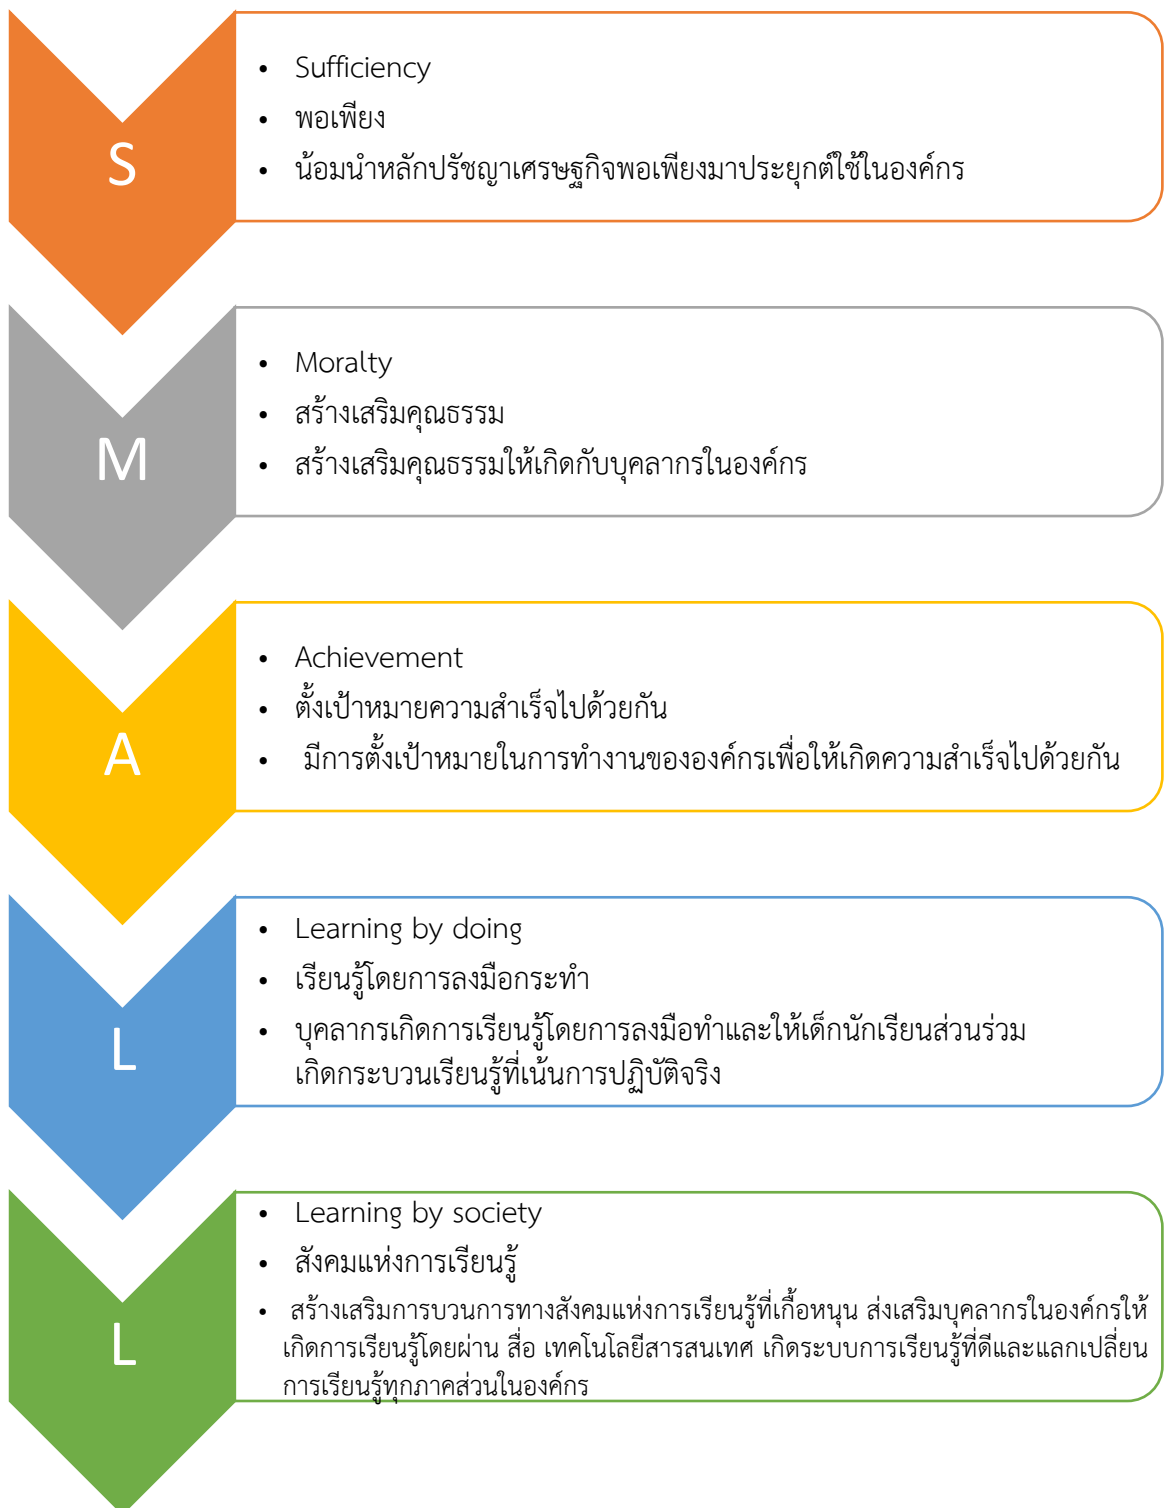 S
• Sufficiency
• พอเพียง
• น้อมนำหลักปรัชญาเศรษฐกิจพอเพียงมาประยุกต์ใช้ในองค์กร
M
• Moralty
• สร้างเสริมคุณธรรม
• สร้างเสริมคุณธรรมให้เกิดกับบุคลากรในองค์กร
A
• Achievement
• ตั้งเป้าหมายความสำเร็จไปด้วยกัน
• มีการตั้งเป้าหมายในการทำงานขององค์กรเพื่อให้เกิดความสำเร็จไปด้วยกัน
L
• Learning by doing
• เรียนรู้โดยการลงมือกระทำ
• บุคลากรเกิดการเรียนรู้โดยการลงมือทำและให้เด็กนักเรียนส่วนร่วม
เกิดกระบวนเรียนรู้ที่เน้นการปฏิบัติจริง
L
• Learning by society
• สังคมแห่งการเรียนรู้
• สร้างเสริมการบวนการทางสังคมแห่งการเรียนรู้ที่เกื้อหนุน ส่งเสริมบุคลากรในองค์กรให้
เกิดการเรียนรู้โดยผ่าน สื่อ เทคโนโลยีสารสนเทศ เกิดระบบการเรียนรู้ที่ดีและแลกเปลี่ยน
การเรียนรู้ทุกภาคส่วนในองค์กร